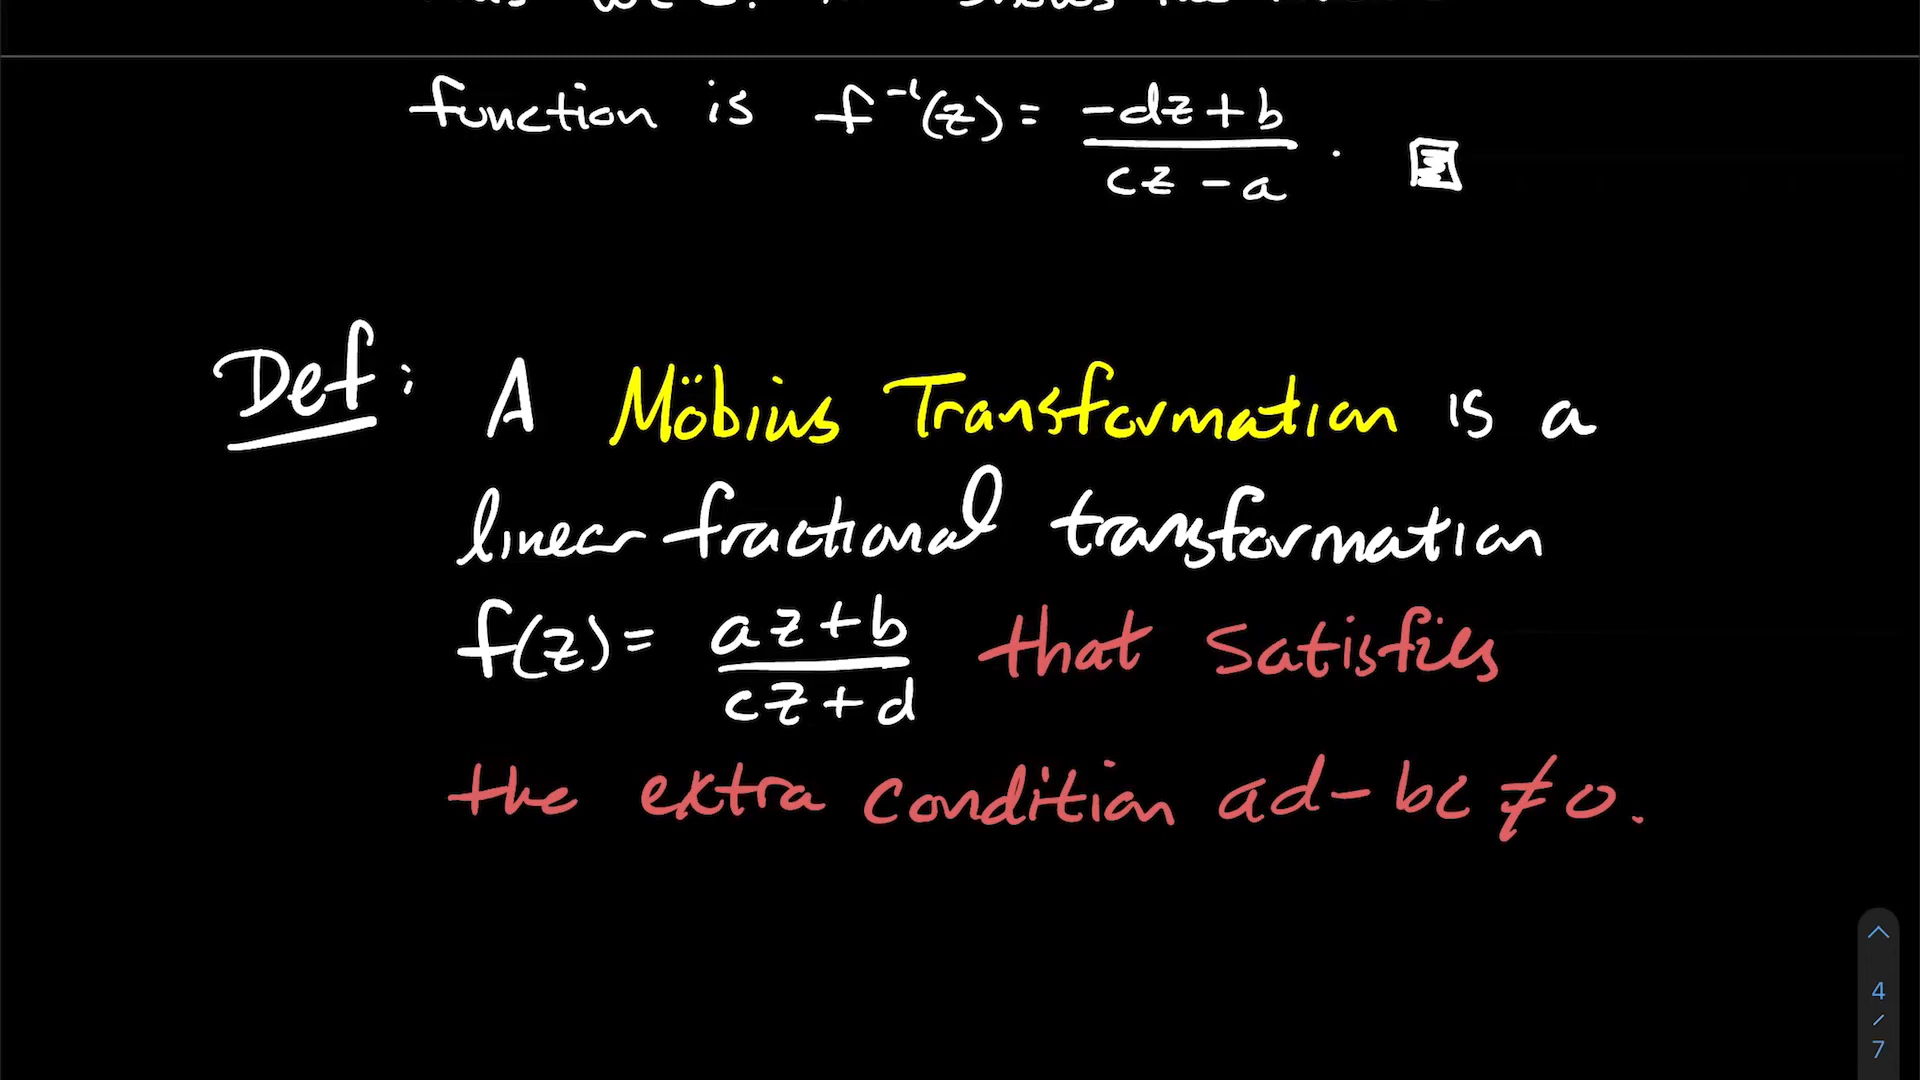 function is f⁻¹(z) = (-dz+b)/(cz-a).
Def: A Möbius Transformation is a
linear fractional transformation
f(z) = (az+b)/(cz+d) that satisfies
the extra condition ad-bc ≠ 0.
4
/
7